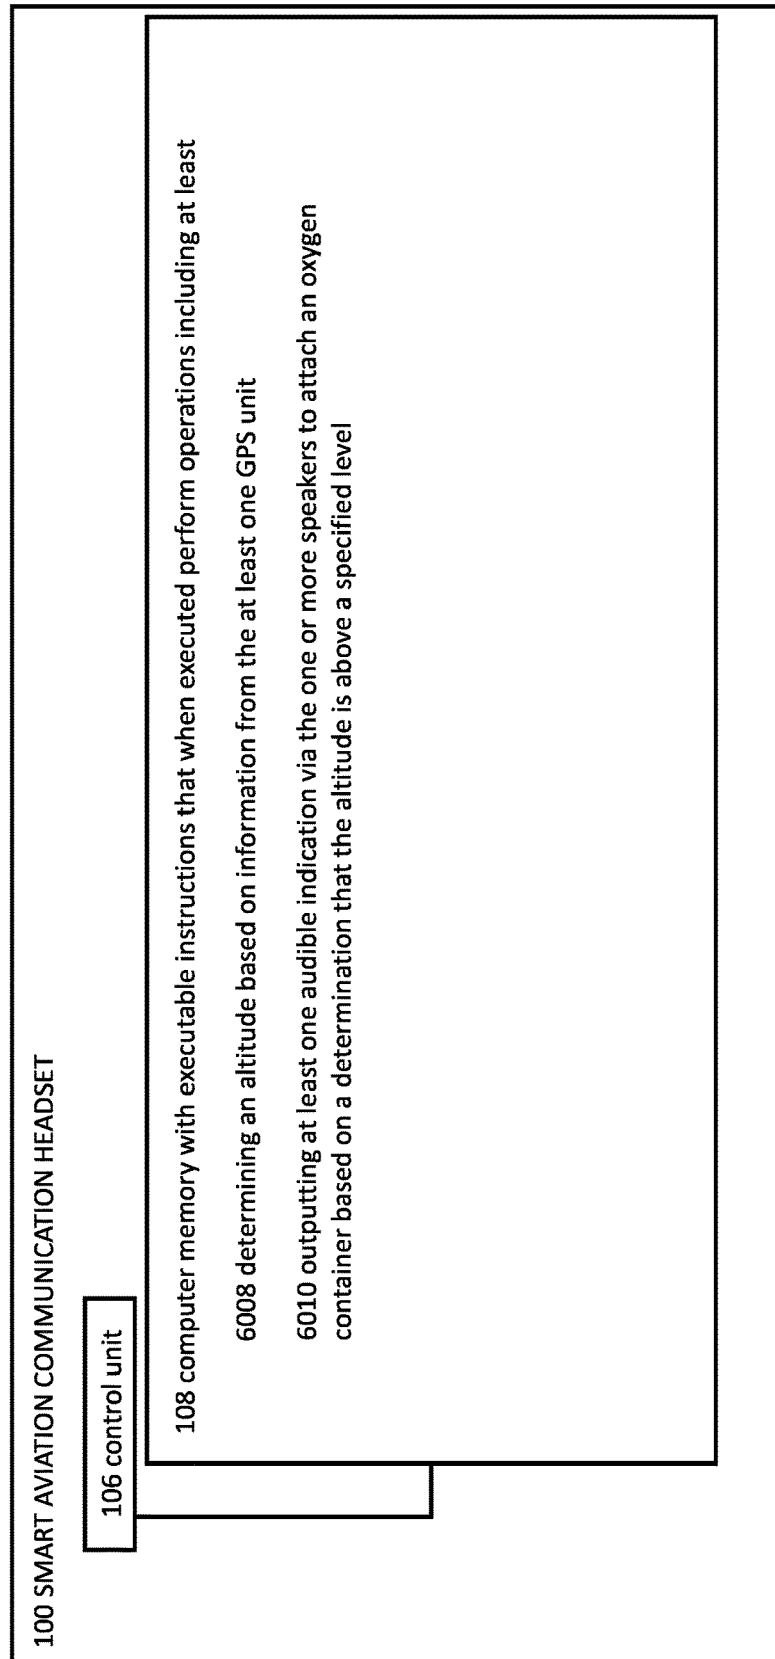 100 SMART AVIATION COMMUNICATION HEADSET
106 control unit
108 computer memory with executable instructions that when executed perform operations including at least
6008 determining an altitude based on information from the at least one GPS unit
6010 outputting at least one audible indication via the one or more speakers to attach an oxygen
container based on a determination that the altitude is above a specified level